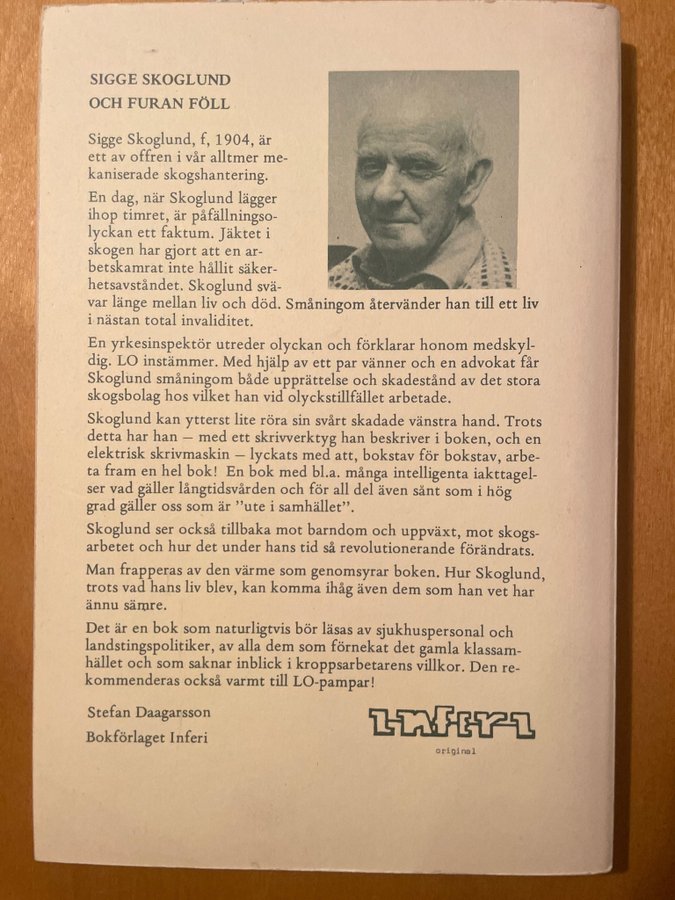 SIGGE SKOGLUND
OCH FURAN FÖLL
Sigge Skoglund, f, 1904, är
ett av offren i vår alltmer me-
kaniserade skogshantering.
En dag, när Skoglund lägger
ihop timret, är påfällningso-
lyckan ett faktum. Jäktet i
skogen har gjort att en ar-
betskamrat inte hållit säker-
hetsavståndet. Skoglund svä-
var länge mellan liv och död. Småningom återvänder han till ett liv
i nästan total invaliditet.
En yrkesinspektör utreder olyckan och förklarar honom medskyl-
dig. LO instämmer. Med hjälp av ett par vänner och en advokat får
Skoglund småningom både upprättelse och skadestånd av det stora
skogsbolag hos vilket han vid olyckstillfället arbetade.
Skoglund kan ytterst lite röra sin svårt skadade vänstra hand. Trots
detta har han – med ett skrivverktyg han beskriver i boken, och en
elektrisk skrivmaskin – lyckats med att, bokstav för bokstav, arbe-
ta fram en hel bok! En bok med bl.a. många intelligenta iakttagel-
ser vad gäller långtidsvården och för all del även sånt som i hög
grad gäller oss som är ”ute i samhället”.
Skoglund ser också tillbaka mot barndom och uppväxt, mot skogs-
arbetet och hur det under hans tid så revolutionerande förändrats.
Man frapperas av den värme som genomsyrar boken. Hur Skoglund,
trots vad hans liv blev, kan komma ihåg även dem som han vet har
ännu sämre.
Det är en bok som naturligtvis bör läsas av sjukhuspersonal och
landstingspolitiker, av alla dem som förnekat det gamla klassam-
hället och som saknar inblick i kroppsarbetarens villkor. Den re-
kommenderas också varmt till LO-pampar!
Stefan Daagarsson
Bokförlaget Inferi
inferi
original